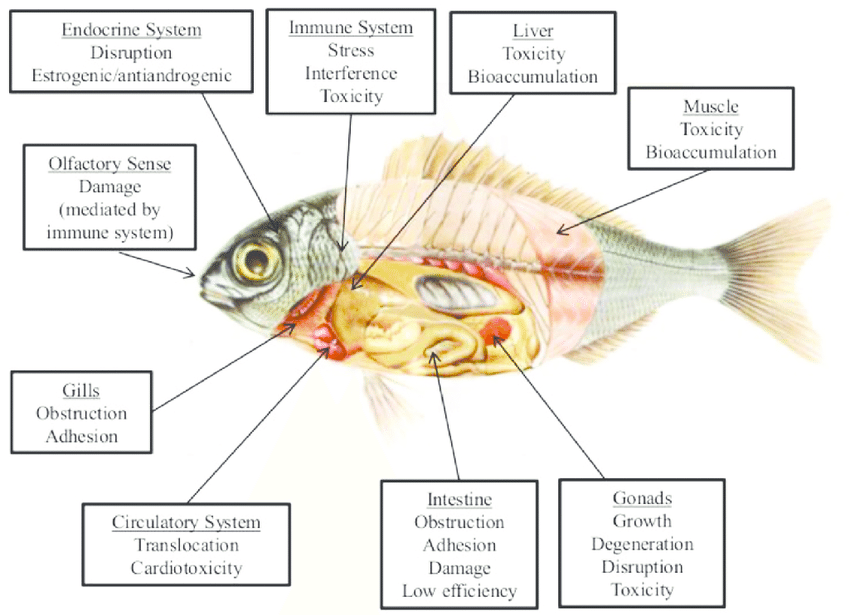 Endocrine System
Disruption
Estrogenic/antiandrogenic
Immune System
Stress
Interference
Toxicity
Liver
Toxicity
Bioaccumulation
Muscle
Toxicity
Bioaccumulation
Olfactory Sense
Damage
(mediated by
immune system)
Gills
Obstruction
Adhesion
Circulatory System
Translocation
Cardiotoxicity
Intestine
Obstruction
Adhesion
Damage
Low efficiency
Gonads
Growth
Degeneration
Disruption
Toxicity